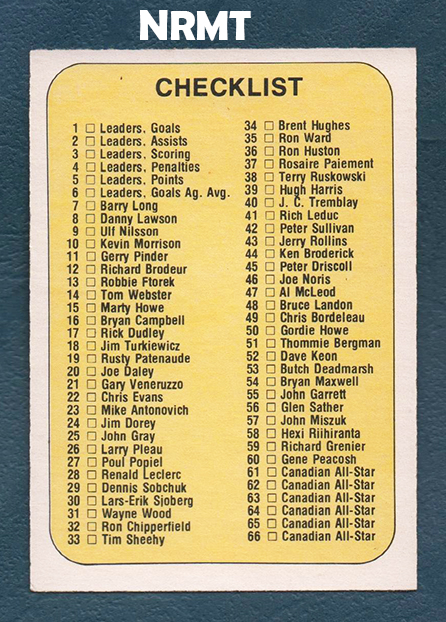 NRMT
CHECKLIST
1 □ Leaders. Goals
2 □ Leaders. Assists
3 □ Leaders. Scoring
4 □ Leaders. Penalties
5 □ Leaders. Points
6 □ Leaders. Goals Ag. Avg.
7 □ Barry Long
8 □ Danny Lawson
9 □ Ulf Nilsson
10 □ Kevin Morrison
11 □ Gerry Pinder
12 □ Richard Brodeur
13 □ Robbie Ftorek
14 □ Tom Webster
15 □ Marty Howe
16 □ Bryan Campbell
17 □ Rick Dudley
18 □ Jim Turkiewicz
19 □ Rusty Patenaude
20 □ Joe Daley
21 □ Gary Veneruzzo
22 □ Chris Evans
23 □ Mike Antonovich
24 □ Jim Dorey
25 □ John Gray
26 □ Larry Pleau
27 □ Poul Popiel
28 □ Renald Leclerc
29 □ Dennis Sobchuk
30 □ Lars-Erik Sjoberg
31 □ Wayne Wood
32 □ Ron Chipperfield
33 □ Tim Sheehy
34 □ Brent Hughes
35 □ Ron Ward
36 □ Ron Huston
37 □ Rosaire Paiement
38 □ Terry Ruskowski
39 □ Hugh Harris
40 □ J. C. Tremblay
41 □ Rich Leduc
42 □ Peter Sullivan
43 □ Jerry Rollins
44 □ Ken Broderick
45 □ Peter Driscoll
46 □ Joe Noris
47 □ Al McLeod
48 □ Bruce Landon
49 □ Chris Bordeleau
50 □ Gordie Howe
51 □ Thommie Bergman
52 □ Dave Keon
53 □ Butch Deadmarsh
54 □ Bryan Maxwell
55 □ John Garrett
56 □ Glen Sather
57 □ John Miszuk
58 □ Hexi Riihiranta
59 □ Richard Grenier
60 □ Gene Peacosh
61 □ Canadian All-Star
62 □ Canadian All-Star
63 □ Canadian All-Star
64 □ Canadian All-Star
65 □ Canadian All-Star
66 □ Canadian All-Star